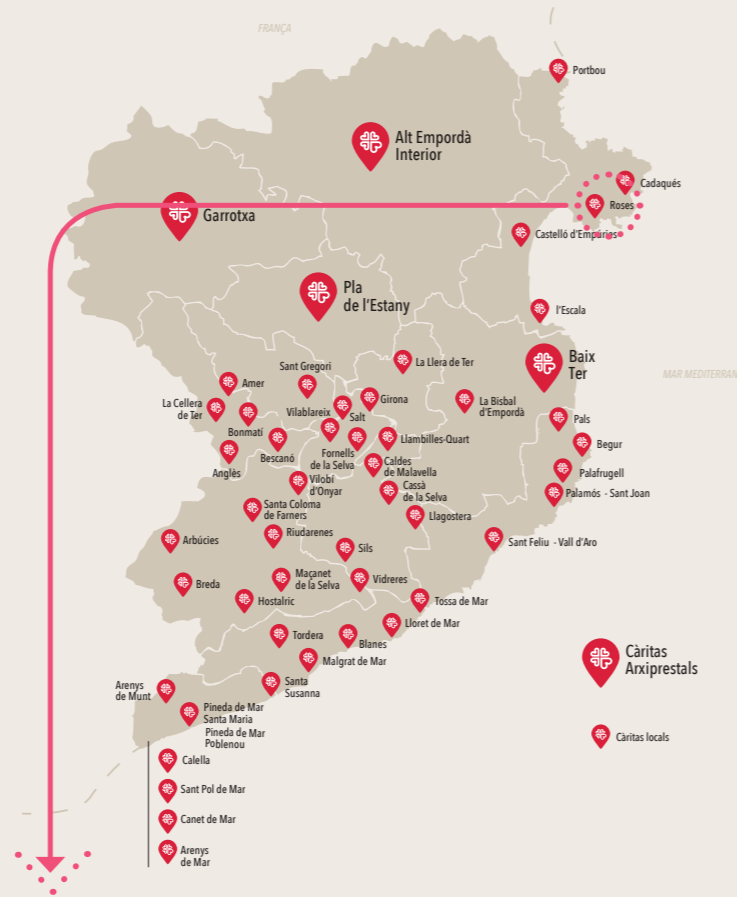 FRANÇA
Portbou
Alt Empordà
Interior
Cadaqués
Roses
Garrotxa
Castelló d'Empúries
Pla
de l'Estany
l'Escala
Baix
Ter
MAR MEDITERRAN
La Llera de Ter
Sant Gregori
Amer
Girona
La Bisbal
d'Empordà
La Cellera
de Ter
Vilablareix
Salt
Pals
Bonmatí
Llambilles-Quart
Begur
Bescanó
Fornells
de la Selva
Anglès
Caldes
de Malavella
Palafrugell
Vilobí
d'Onyar
Cassà
de la Selva
Palamós - Sant Joan
Santa Coloma
de Farners
Llagostera
Riudarenes
Arbúcies
Sils
Sant Feliu - Vall d'Aro
Maçanet
de la Selva
Vidreres
Breda
Hostalric
Tossa de Mar
Lloret de Mar
Tordera
Blanes
Malgrat de Mar
Santa
Susanna
Càritas
Arxiprestals
Arenys
de Munt
Pineda de Mar
Santa Maria
Pineda de Mar
Poblenou
Càritas locals
Calella
Sant Pol de Mar
Canet de Mar
Arenys
de Mar